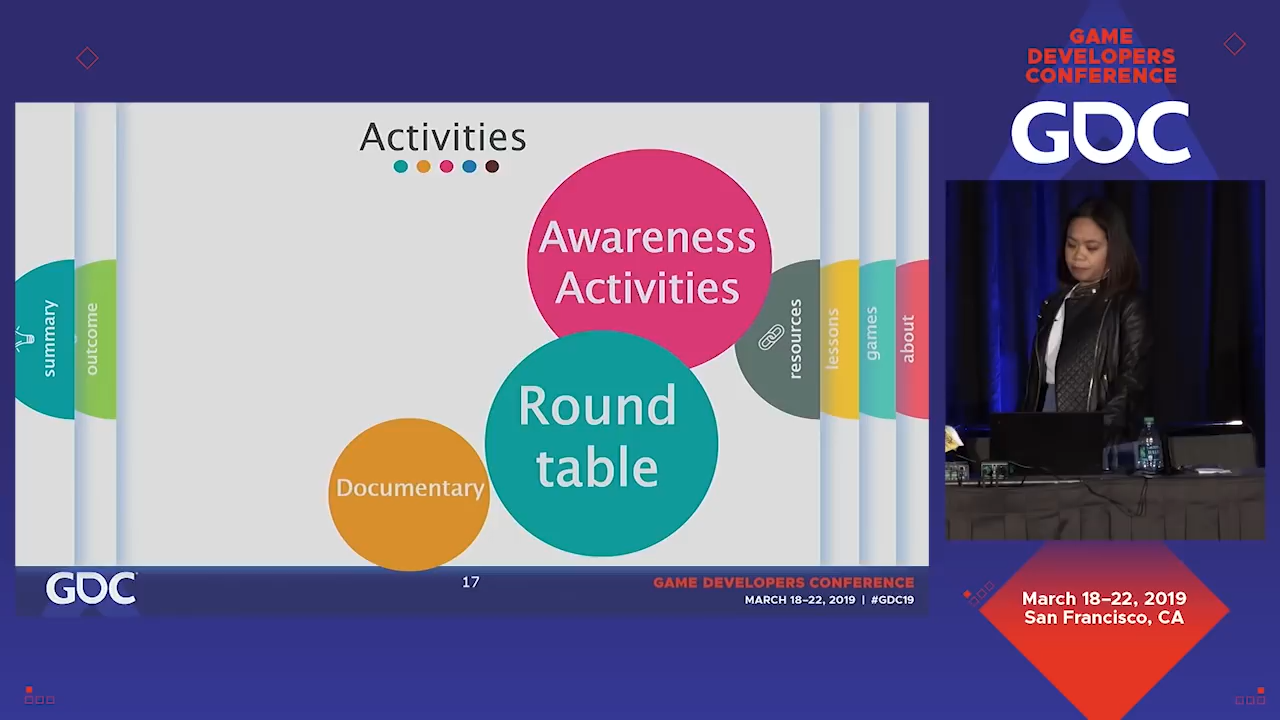 GAME
DEVELOPERS
CONFERENCE
GDC
Activities
Awareness
Activities
Round
table
Documentary
summary
outcome
resources
lessons
games
about
GDC
17
GAME DEVELOPERS CONFERENCE
MARCH 18–22, 2019 | #GDC19
March 18–22, 2019
San Francisco, CA